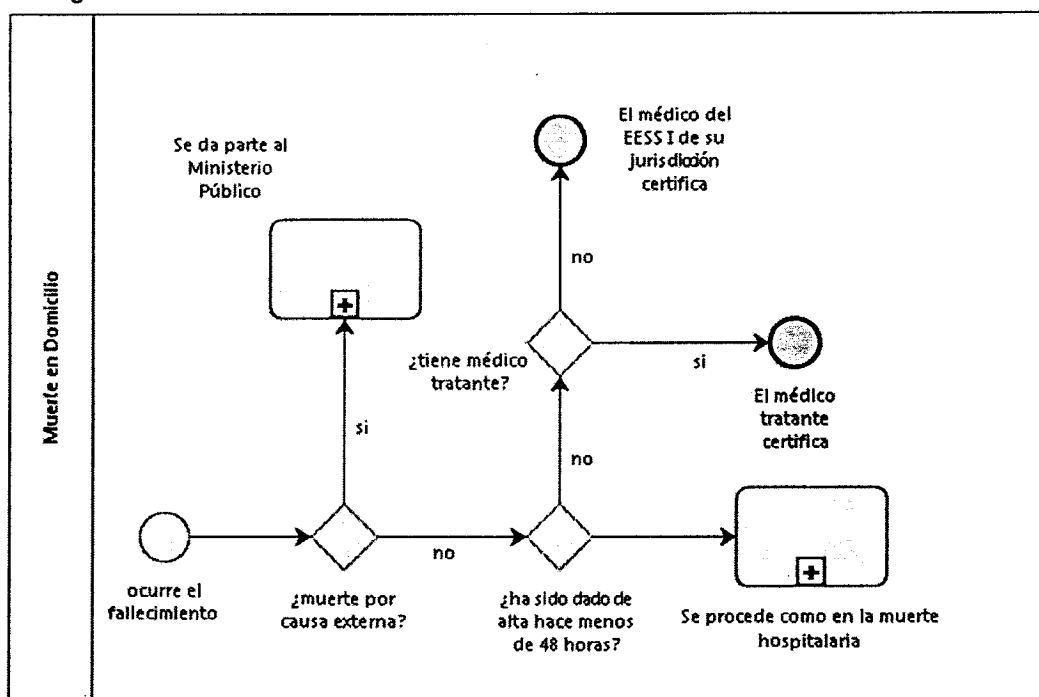 Muerte en Domicilio
Se da parte al
Ministerio
Público
El médico del
EESS I de su
jurisdicción
certifica
no
¿tiene médico
tratante?
si
El médico
tratante
certifica
si
no
ocurre el
fallecimiento
¿muerte por
causa externa?
no
¿ha sido dado de
alta hace menos
de 48 horas?
Se procede como en la muerte
hospitalaria